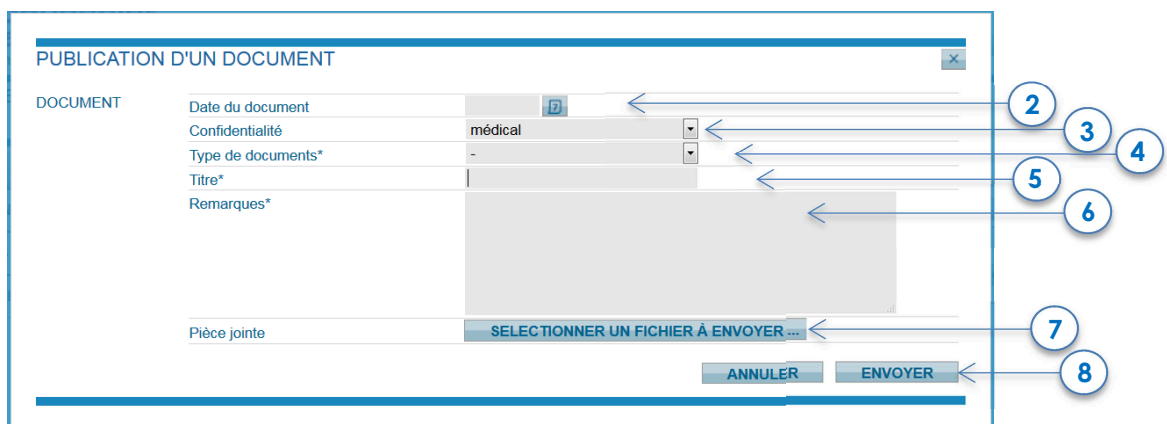 PUBLICATION D'UN DOCUMENT
DOCUMENT
Date du document
2
Confidentialité
médical
3
Type de documents*
-
4
Titre*
5
Remarques*
6
Pièce jointe
SELECTIONNER UN FICHIER À ENVOYER ...
7
ANNULER
ENVOYER
8